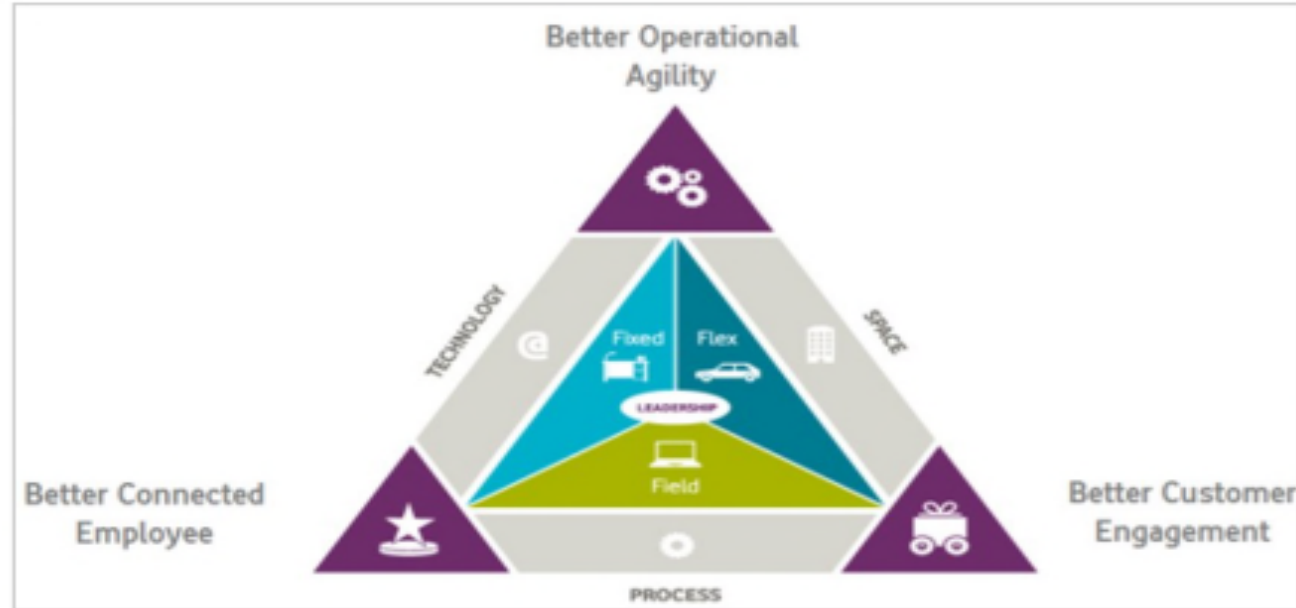 Better Operational
Agility
TECHNOLOGY
SPACE
Fixed
Flex
LEADERSHIP
Field
Better Connected
Employee
Better Customer
Engagement
PROCESS